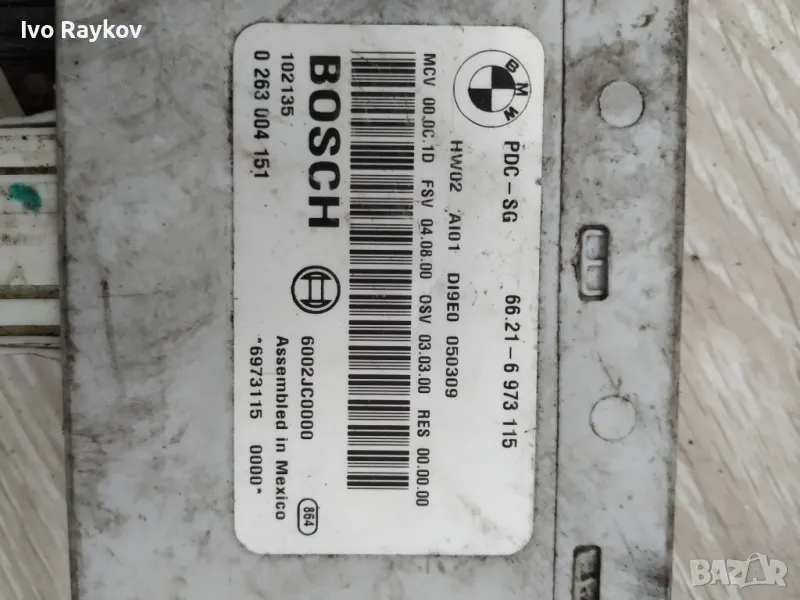 Ivo Raykov
BMW
PDC-SG 66.21-6 973 115
HW02 AI01 DI9E0 050309
MCV 00.0C.1D FSV 04.08.00 OSV 03.03.00 RES 00.00.00
BOSCH
102135 6002JC0000
0 263 004 151 Assembled in Mexico
*6973115 0000*
864
BAZAR